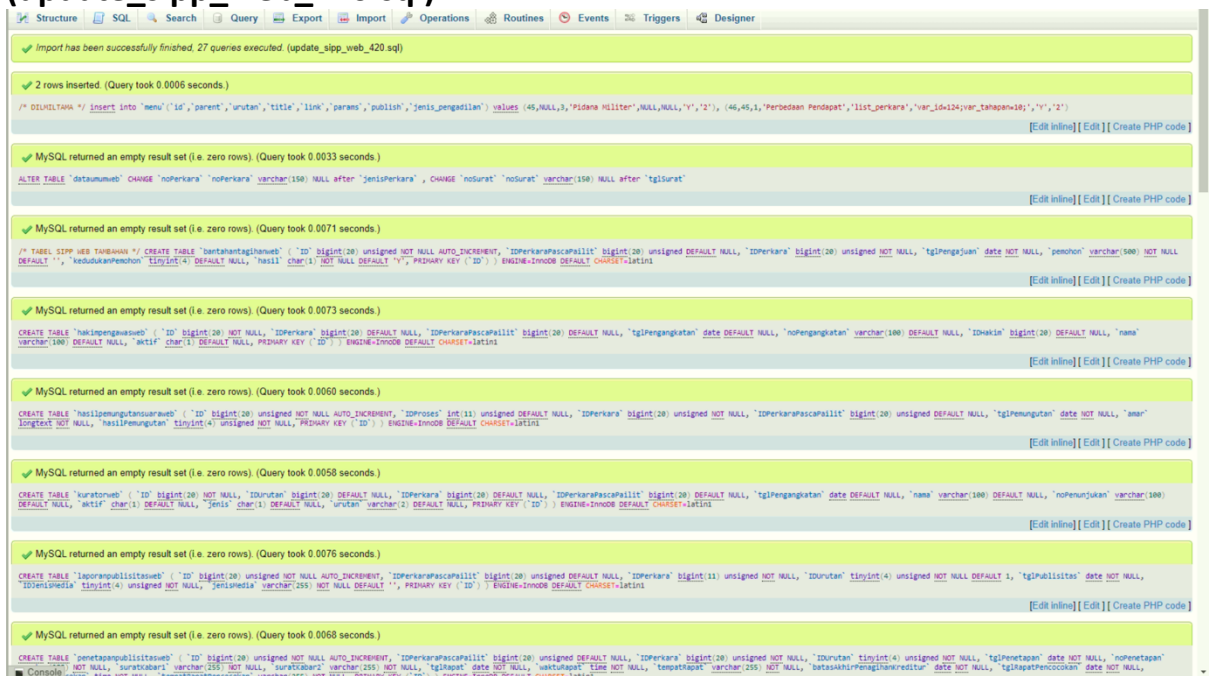 Structure SQL Search Query Export Import Operations Routines Events Triggers Designer
Import has been successfully finished, 27 queries executed. (update_sipp_web_420.sql)
2 rows inserted. (Query took 0.0006 seconds.)
/* DILMILTAMA */ insert into `menu`(`id`,`parent`,`urutan`,`title`,`link`,`params`,`publish`,`jenis_pengadilan`) values (45,NULL,3,'Pidana Militer',NULL,NULL,'Y','2'), (46,45,1,'Perbedaan Pendapat','list_perkara','var_id=124;var_tahapan=10;','Y','2')
[Edit inline] [ Edit ] [ Create PHP code ]
MySQL returned an empty result set (i.e. zero rows). (Query took 0.0033 seconds.)
ALTER TABLE `dataumumweb` CHANGE `noPerkara` `noPerkara` varchar(150) NULL after `jenisPerkara` , CHANGE `noSurat` `noSurat` varchar(150) NULL after `tglSurat`
[Edit inline] [ Edit ] [ Create PHP code ]
MySQL returned an empty result set (i.e. zero rows). (Query took 0.0071 seconds.)
/* TABEL SIPP WEB TAMBAHAN */ CREATE TABLE `bantahantagihanweb` ( `ID` bigint(20) unsigned NOT NULL AUTO_INCREMENT, `IDPerkaraPascaPailit` bigint(20) unsigned DEFAULT NULL, `IDPerkara` bigint(20) unsigned NOT NULL, `tglPengajuan` date NOT NULL, `pemohon` varchar(500) NOT NULL
DEFAULT '', `kedudukanPemohon` tinyint(4) DEFAULT NULL, `hasil` char(1) NOT NULL DEFAULT 'Y', PRIMARY KEY (`ID`) ) ENGINE=InnoDB DEFAULT CHARSET=latin1
[Edit inline] [ Edit ] [ Create PHP code ]
MySQL returned an empty result set (i.e. zero rows). (Query took 0.0073 seconds.)
CREATE TABLE `hakimpengawasweb` ( `ID` bigint(20) NOT NULL, `IDPerkara` bigint(20) DEFAULT NULL, `IDPerkaraPascaPailit` bigint(20) DEFAULT NULL, `tglPengangkatan` date DEFAULT NULL, `noPengangkatan` varchar(100) DEFAULT NULL, `IDHakim` bigint(20) DEFAULT NULL, `nama`
varchar(100) DEFAULT NULL, `aktif` char(1) DEFAULT NULL, PRIMARY KEY (`ID`) ) ENGINE=InnoDB DEFAULT CHARSET=latin1
[Edit inline] [ Edit ] [ Create PHP code ]
MySQL returned an empty result set (i.e. zero rows). (Query took 0.0060 seconds.)
CREATE TABLE `hasilpemungutansuaraweb` ( `ID` bigint(20) unsigned NOT NULL AUTO_INCREMENT, `IDProses` int(11) unsigned DEFAULT NULL, `IDPerkara` bigint(20) unsigned NOT NULL, `IDPerkaraPascaPailit` bigint(20) unsigned DEFAULT NULL, `tglPemungutan` date NOT NULL, `amar`
longtext NOT NULL, `hasilPemungutan` tinyint(4) unsigned NOT NULL, PRIMARY KEY (`ID`) ) ENGINE=InnoDB DEFAULT CHARSET=latin1
[Edit inline] [ Edit ] [ Create PHP code ]
MySQL returned an empty result set (i.e. zero rows). (Query took 0.0058 seconds.)
CREATE TABLE `kuratorweb` ( `ID` bigint(20) NOT NULL, `IDUrutan` bigint(20) DEFAULT NULL, `IDPerkara` bigint(20) DEFAULT NULL, `IDPerkaraPascaPailit` bigint(20) DEFAULT NULL, `tglPengangkatan` date DEFAULT NULL, `nama` varchar(100) DEFAULT NULL, `noPenunjukan` varchar(100)
DEFAULT NULL, `aktif` char(1) DEFAULT NULL, `jenis` char(1) DEFAULT NULL, `urutan` varchar(2) DEFAULT NULL, PRIMARY KEY (`ID`) ) ENGINE=InnoDB DEFAULT CHARSET=latin1
[Edit inline] [ Edit ] [ Create PHP code ]
MySQL returned an empty result set (i.e. zero rows). (Query took 0.0076 seconds.)
CREATE TABLE `laporanpublisitasweb` ( `ID` bigint(20) unsigned NOT NULL AUTO_INCREMENT, `IDPerkaraPascaPailit` bigint(20) unsigned DEFAULT NULL, `IDPerkara` bigint(11) unsigned NOT NULL, `IDUrutan` tinyint(4) unsigned NOT NULL DEFAULT 1, `tglPublisitas` date NOT NULL,
`IDJenisMedia` tinyint(4) unsigned NOT NULL, `jenisMedia` varchar(255) NOT NULL DEFAULT '', PRIMARY KEY (`ID`) ) ENGINE=InnoDB DEFAULT CHARSET=latin1
[Edit inline] [ Edit ] [ Create PHP code ]
MySQL returned an empty result set (i.e. zero rows). (Query took 0.0068 seconds.)
CREATE TABLE `penetapanpublisitasweb` ( `ID` bigint(20) unsigned NOT NULL AUTO_INCREMENT, `IDPerkaraPascaPailit` bigint(20) unsigned DEFAULT NULL, `IDPerkara` bigint(20) unsigned NOT NULL, `IDUrutan` tinyint(4) unsigned NOT NULL, `tglPenetapan` date NOT NULL, `noPenetapan`
NOT NULL, `suratKabar1` varchar(255) NOT NULL, `suratKabar2` varchar(255) NOT NULL, `tglRapat` date NOT NULL, `waktuRapat` time NOT NULL, `tempatRapat` varchar(255) NOT NULL, `batasAkhirPenagihanKreditur` date NOT NULL, `tglRapatPencocokan` date NOT NULL,
Console